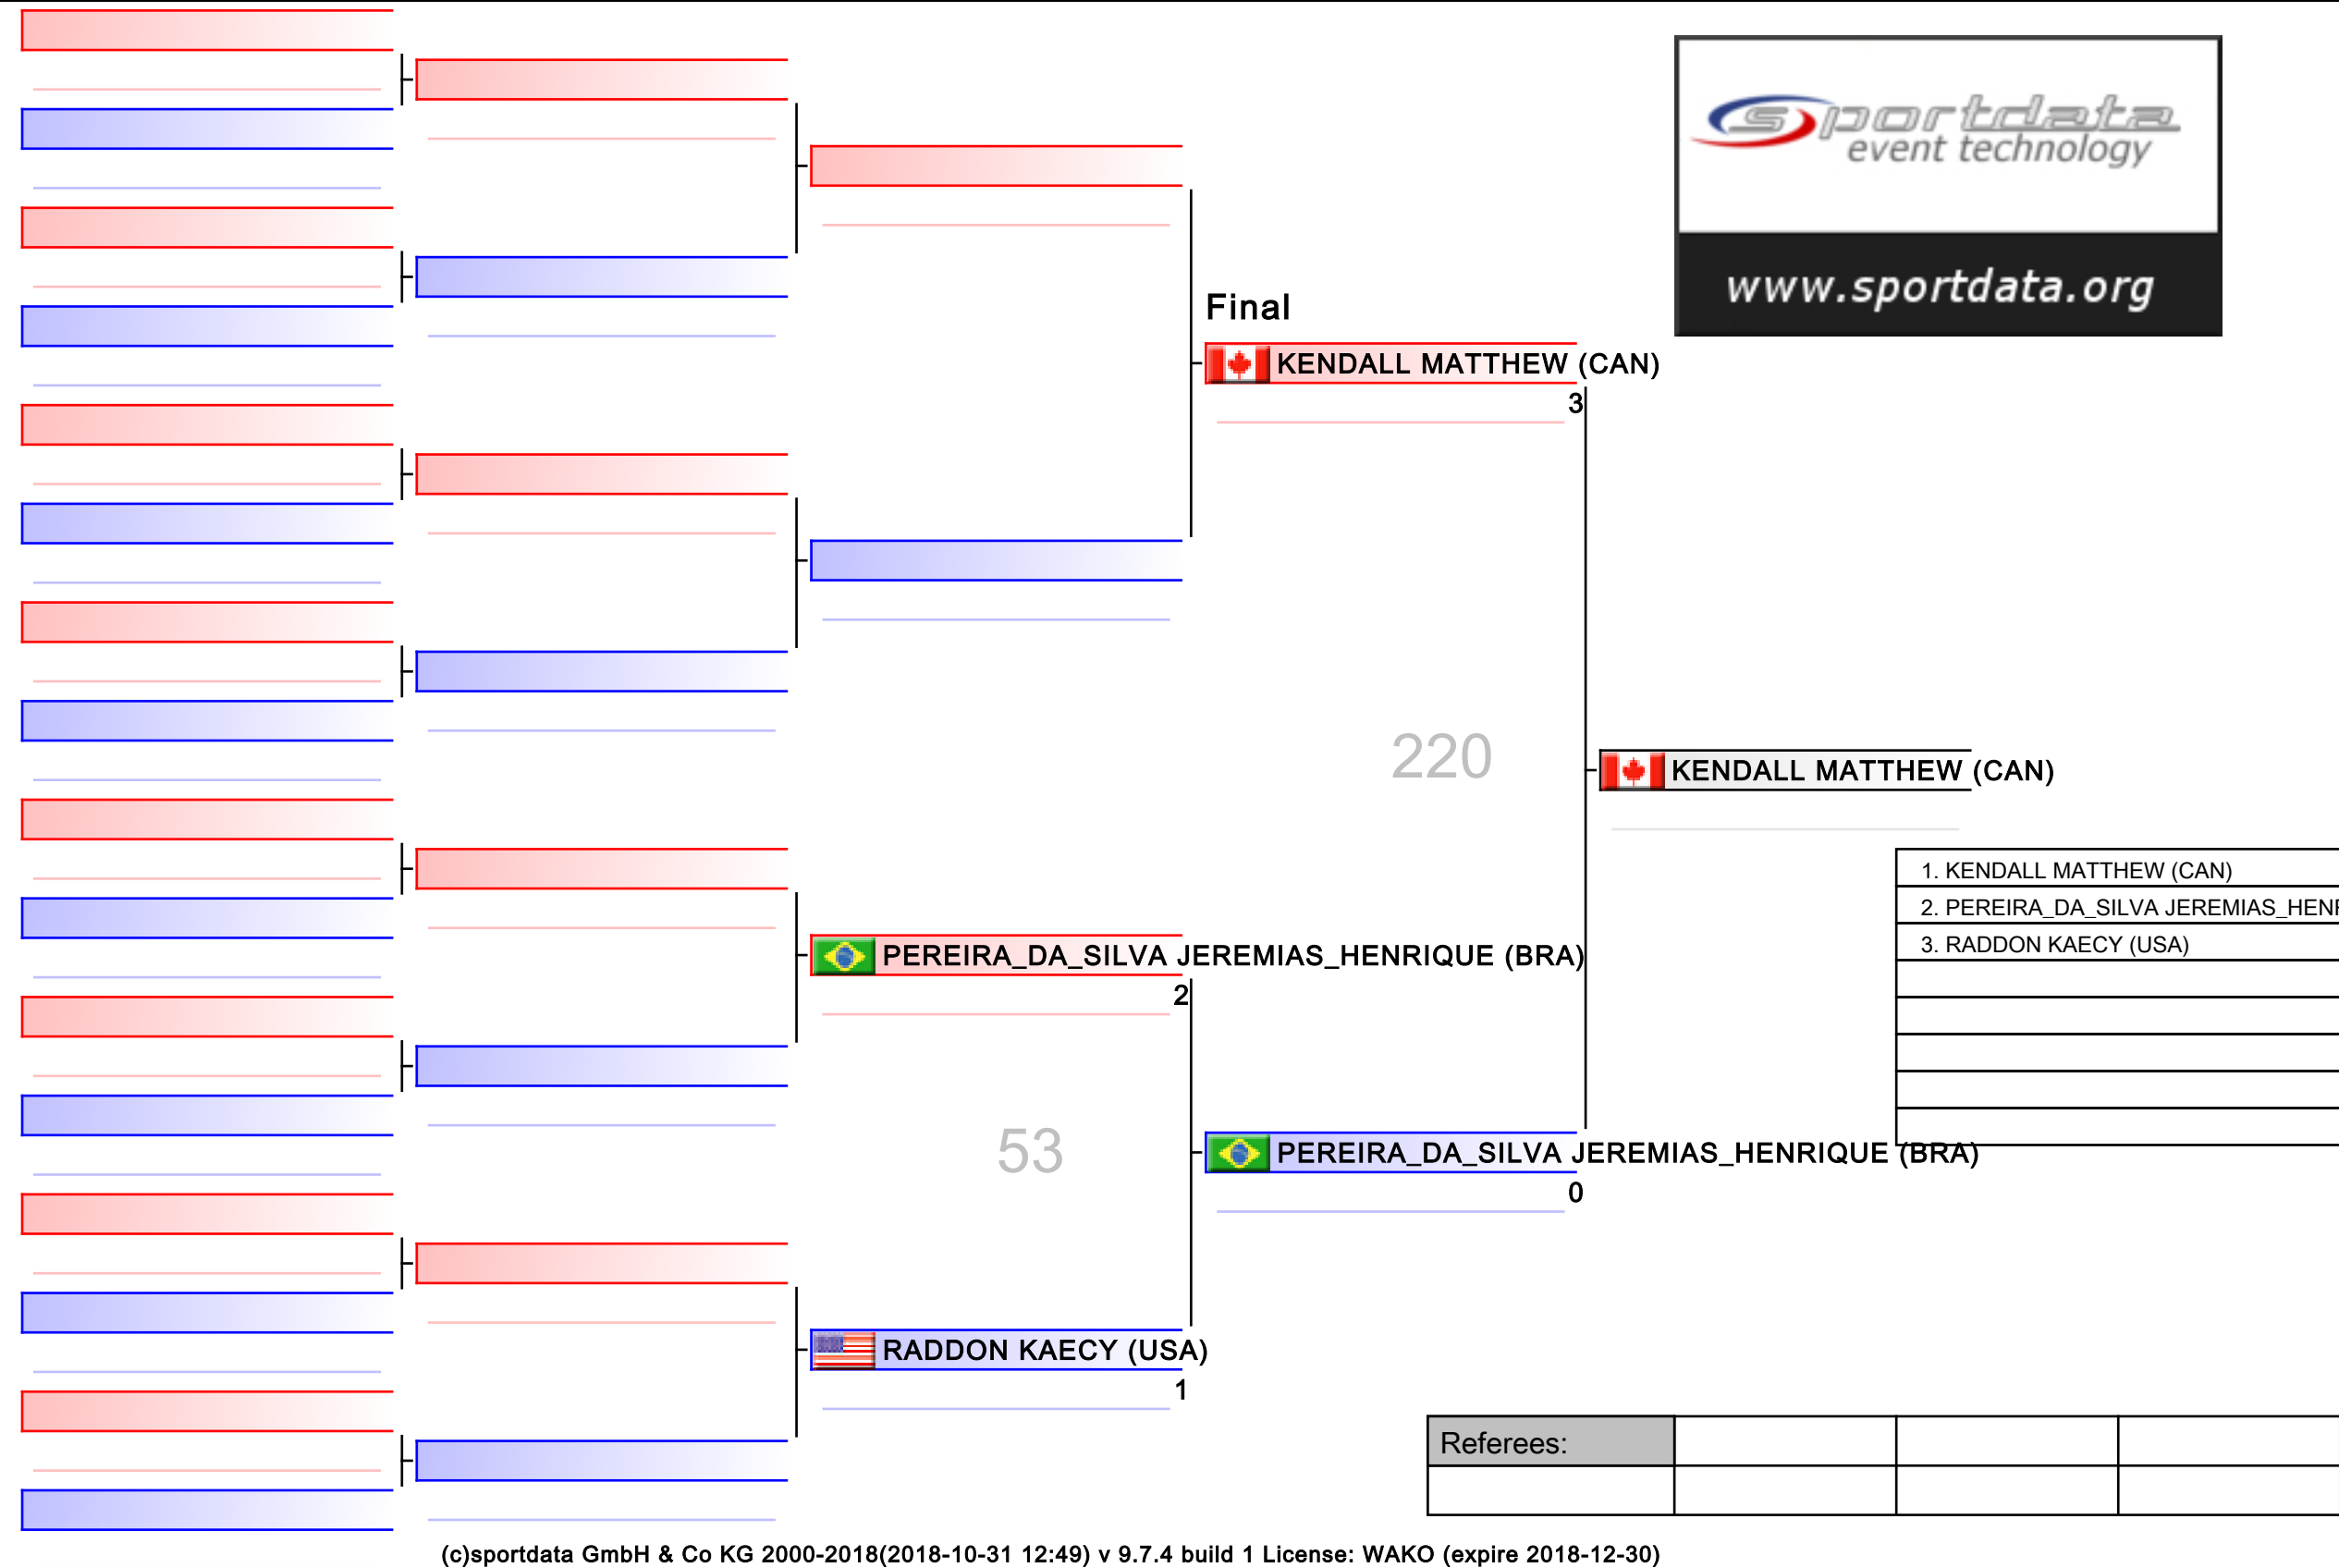 sportdata
event technology
www.sportdata.org
Final
KENDALL MATTHEW (CAN)
3
220
KENDALL MATTHEW (CAN)
1. KENDALL MATTHEW (CAN)
2. PEREIRA_DA_SILVA JEREMIAS_HENR
3. RADDON KAECY (USA)
PEREIRA_DA_SILVA JEREMIAS_HENRIQUE (BRA)
2
53
PEREIRA_DA_SILVA JEREMIAS_HENRIQUE (BRA)
0
RADDON KAECY (USA)
1
Referees:
(c)sportdata GmbH & Co KG 2000-2018(2018-10-31 12:49) v 9.7.4 build 1 License: WAKO (expire 2018-12-30)